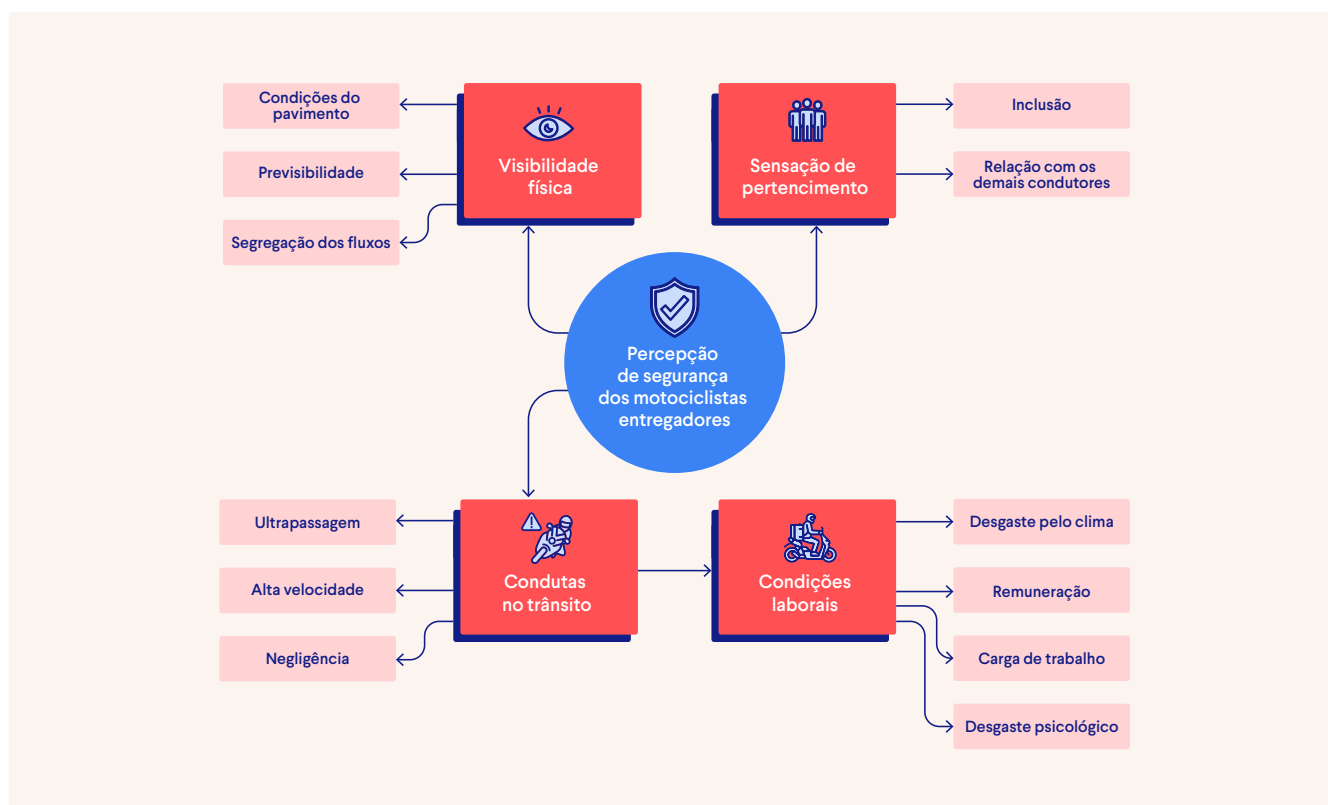 Condições do
pavimento
Previsibilidade
Segregação dos fluxos
Visibilidade
física
Sensação de
pertencimento
Inclusão
Relação com os
demais condutores
Percepção
de segurança
dos motociclistas
entregadores
Ultrapassagem
Alta velocidade
Negligência
Condutas
no trânsito
Condições
laborais
Desgaste pelo clima
Remuneração
Carga de trabalho
Desgaste psicológico